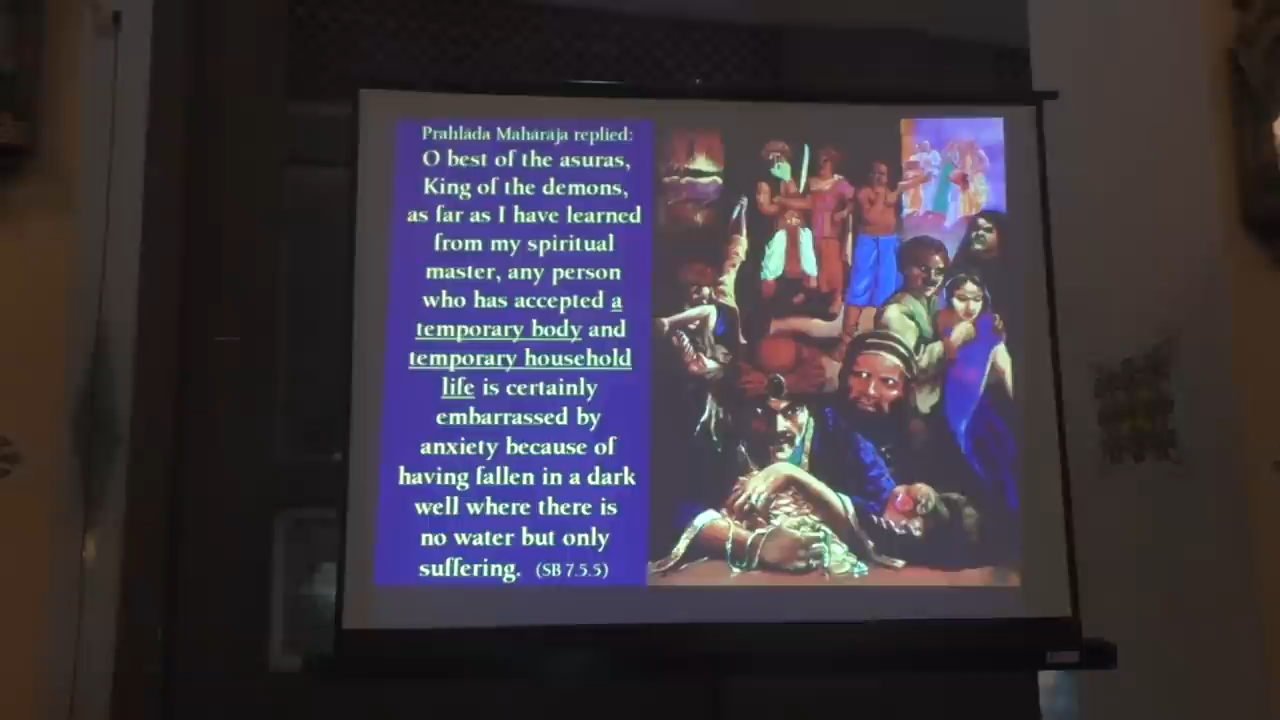 Prahlāda Mahārāja replied:
O best of the asuras,
King of the demons,
as far as I have learned
from my spiritual
master, any person
who has accepted a
temporary body and
temporary household
life is certainly
embarrassed by
anxiety because of
having fallen in a dark
well where there is
no water but only
suffering. (SB 7.5.5)